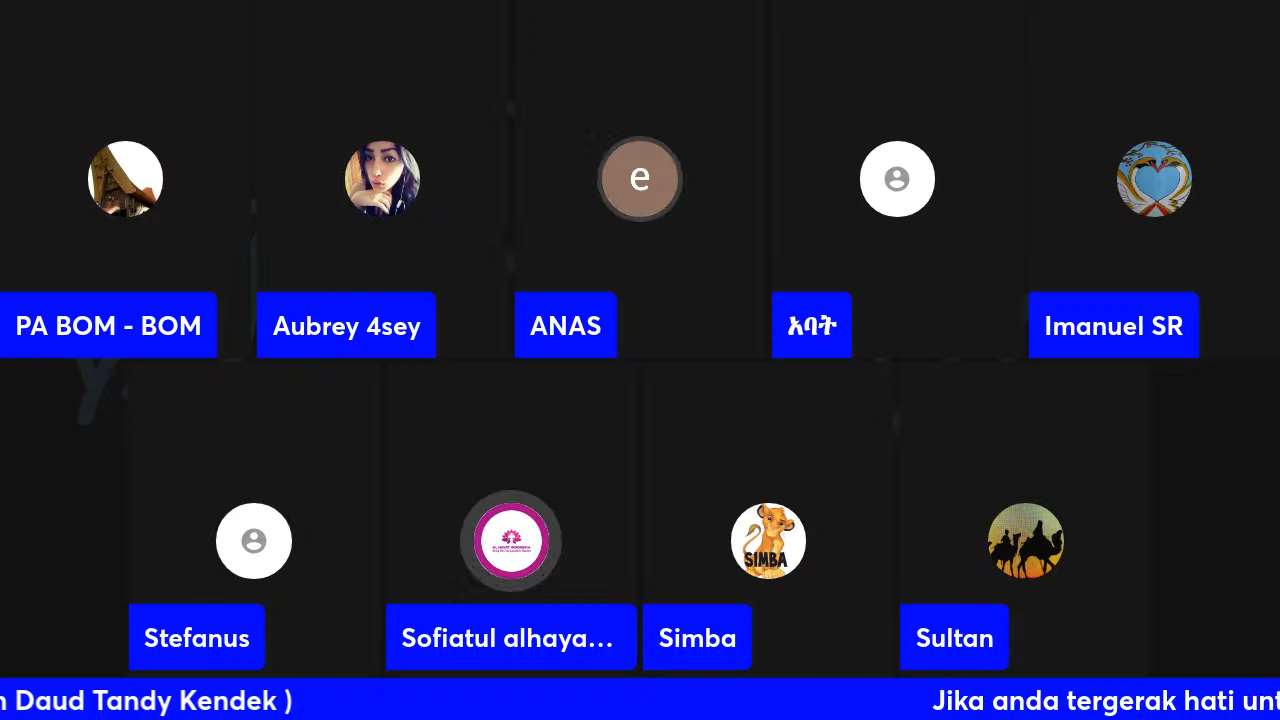 e
PA BOM - BOM
Aubrey 4sey
ANAS
አባት
Imanuel SR
SIMBA
Stefanus
Sofiatul alhaya...
Simba
Sultan
Daud Tandy Kendek )
Jika anda tergerak hati